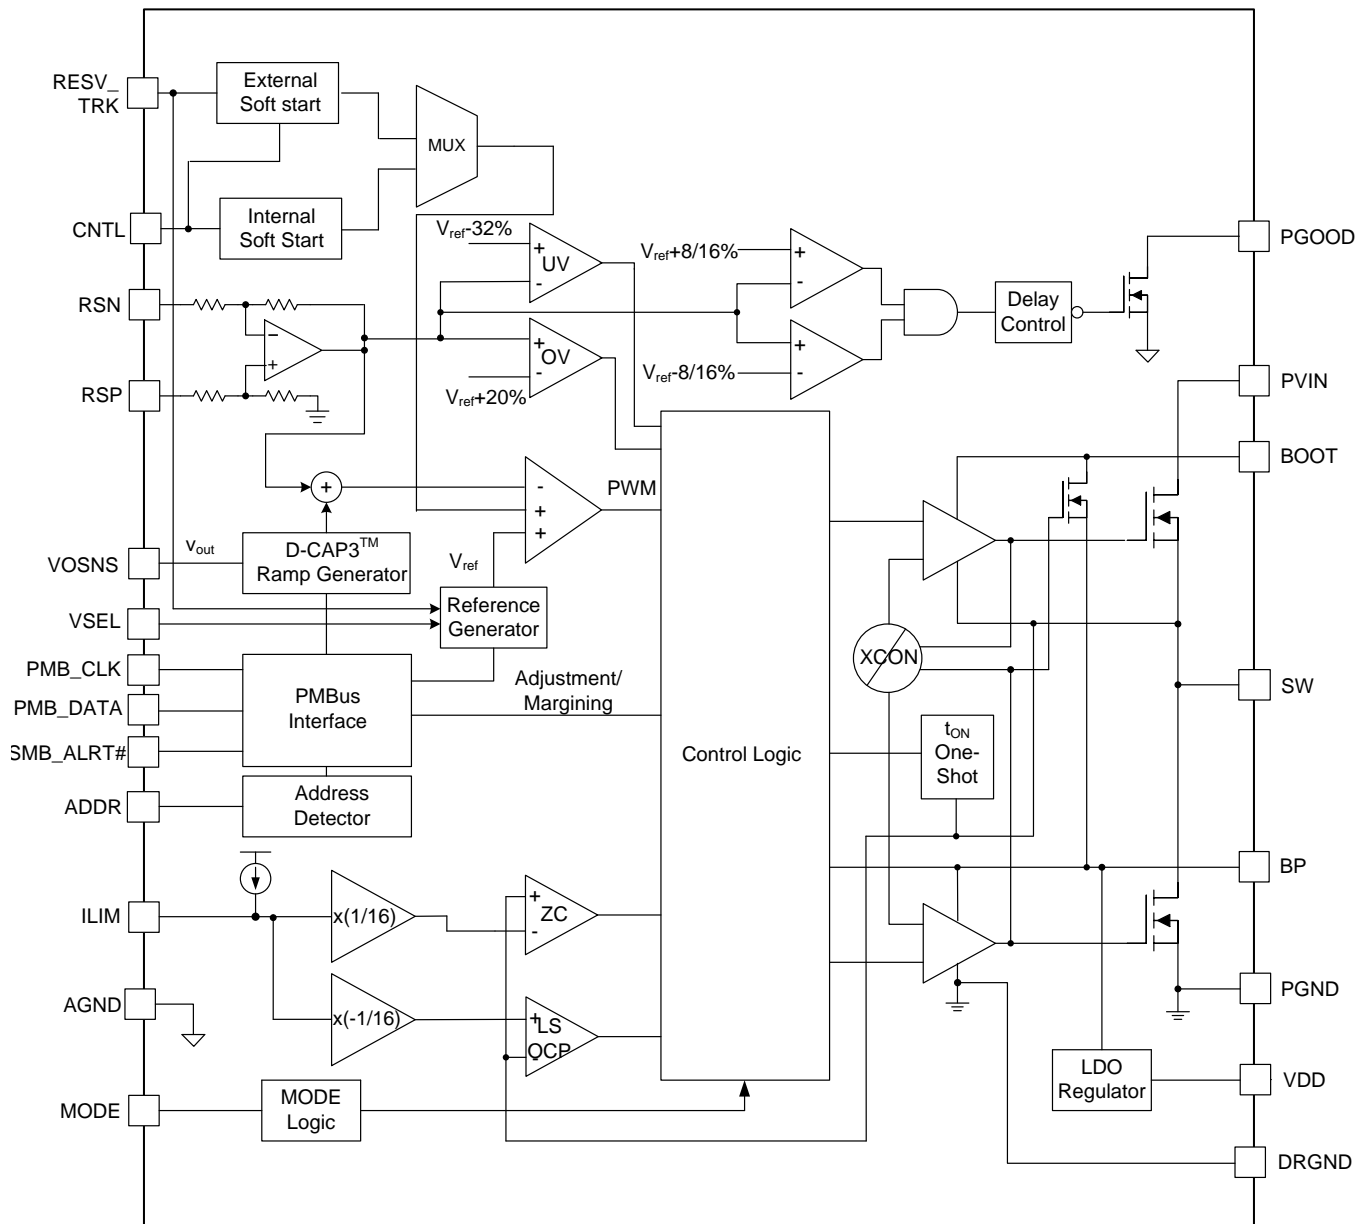 RESV_
TRK
External
Soft start
MUX
CNTL
Internal
Soft Start
Vref-32%
+
-
UV
Vref+8/16%
+
-
PGOOD
RSN
-
+
+
-
OV
Vref+20%
+
-
Vref-8/16%
Delay
Control
RSP
PVIN
BOOT
+
-
+
+
PWM
VOSNS
vout
D-CAP3TM
Ramp Generator
Vref
VSEL
Reference
Generator
XCON
PMB_CLK
PMB_DATA
SMB_ALRT#
PMBus
Interface
Adjustment/
Margining
SW
Control Logic
tON
One-
Shot
ADDR
Address
Detector
BP
ILIM
x(1/16)
+
-
ZC
AGND
x(-1/16)
+
-
LS
OCP
PGND
MODE
MODE
Logic
LDO
Regulator
VDD
DRGND